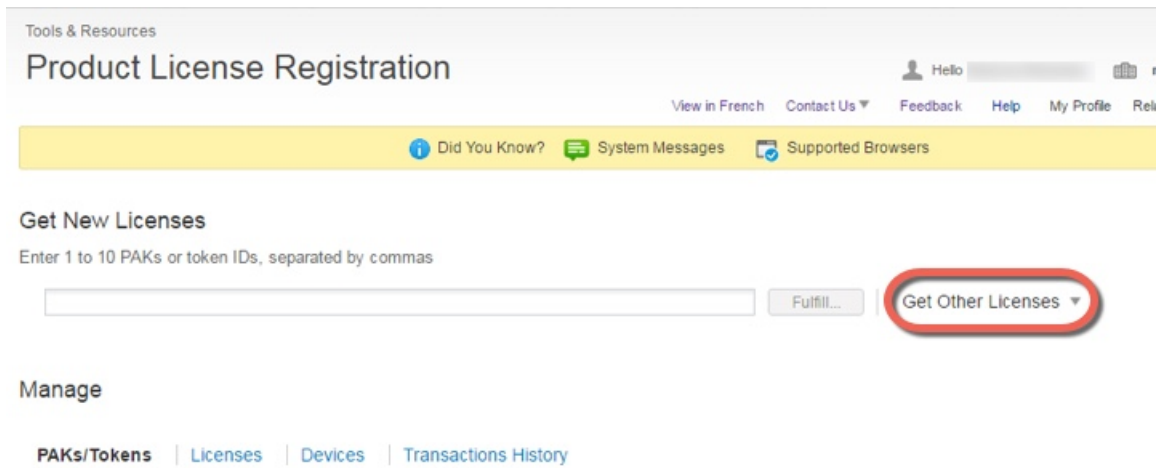 Tools & Resources
Product License Registration
Hello
View in French Contact Us Feedback Help My Profile
Did You Know? System Messages Supported Browsers
Get New Licenses
Enter 1 to 10 PAKs or token IDs, separated by commas
Fulfill... Get Other Licenses
Manage
PAKs/Tokens Licenses Devices Transactions History